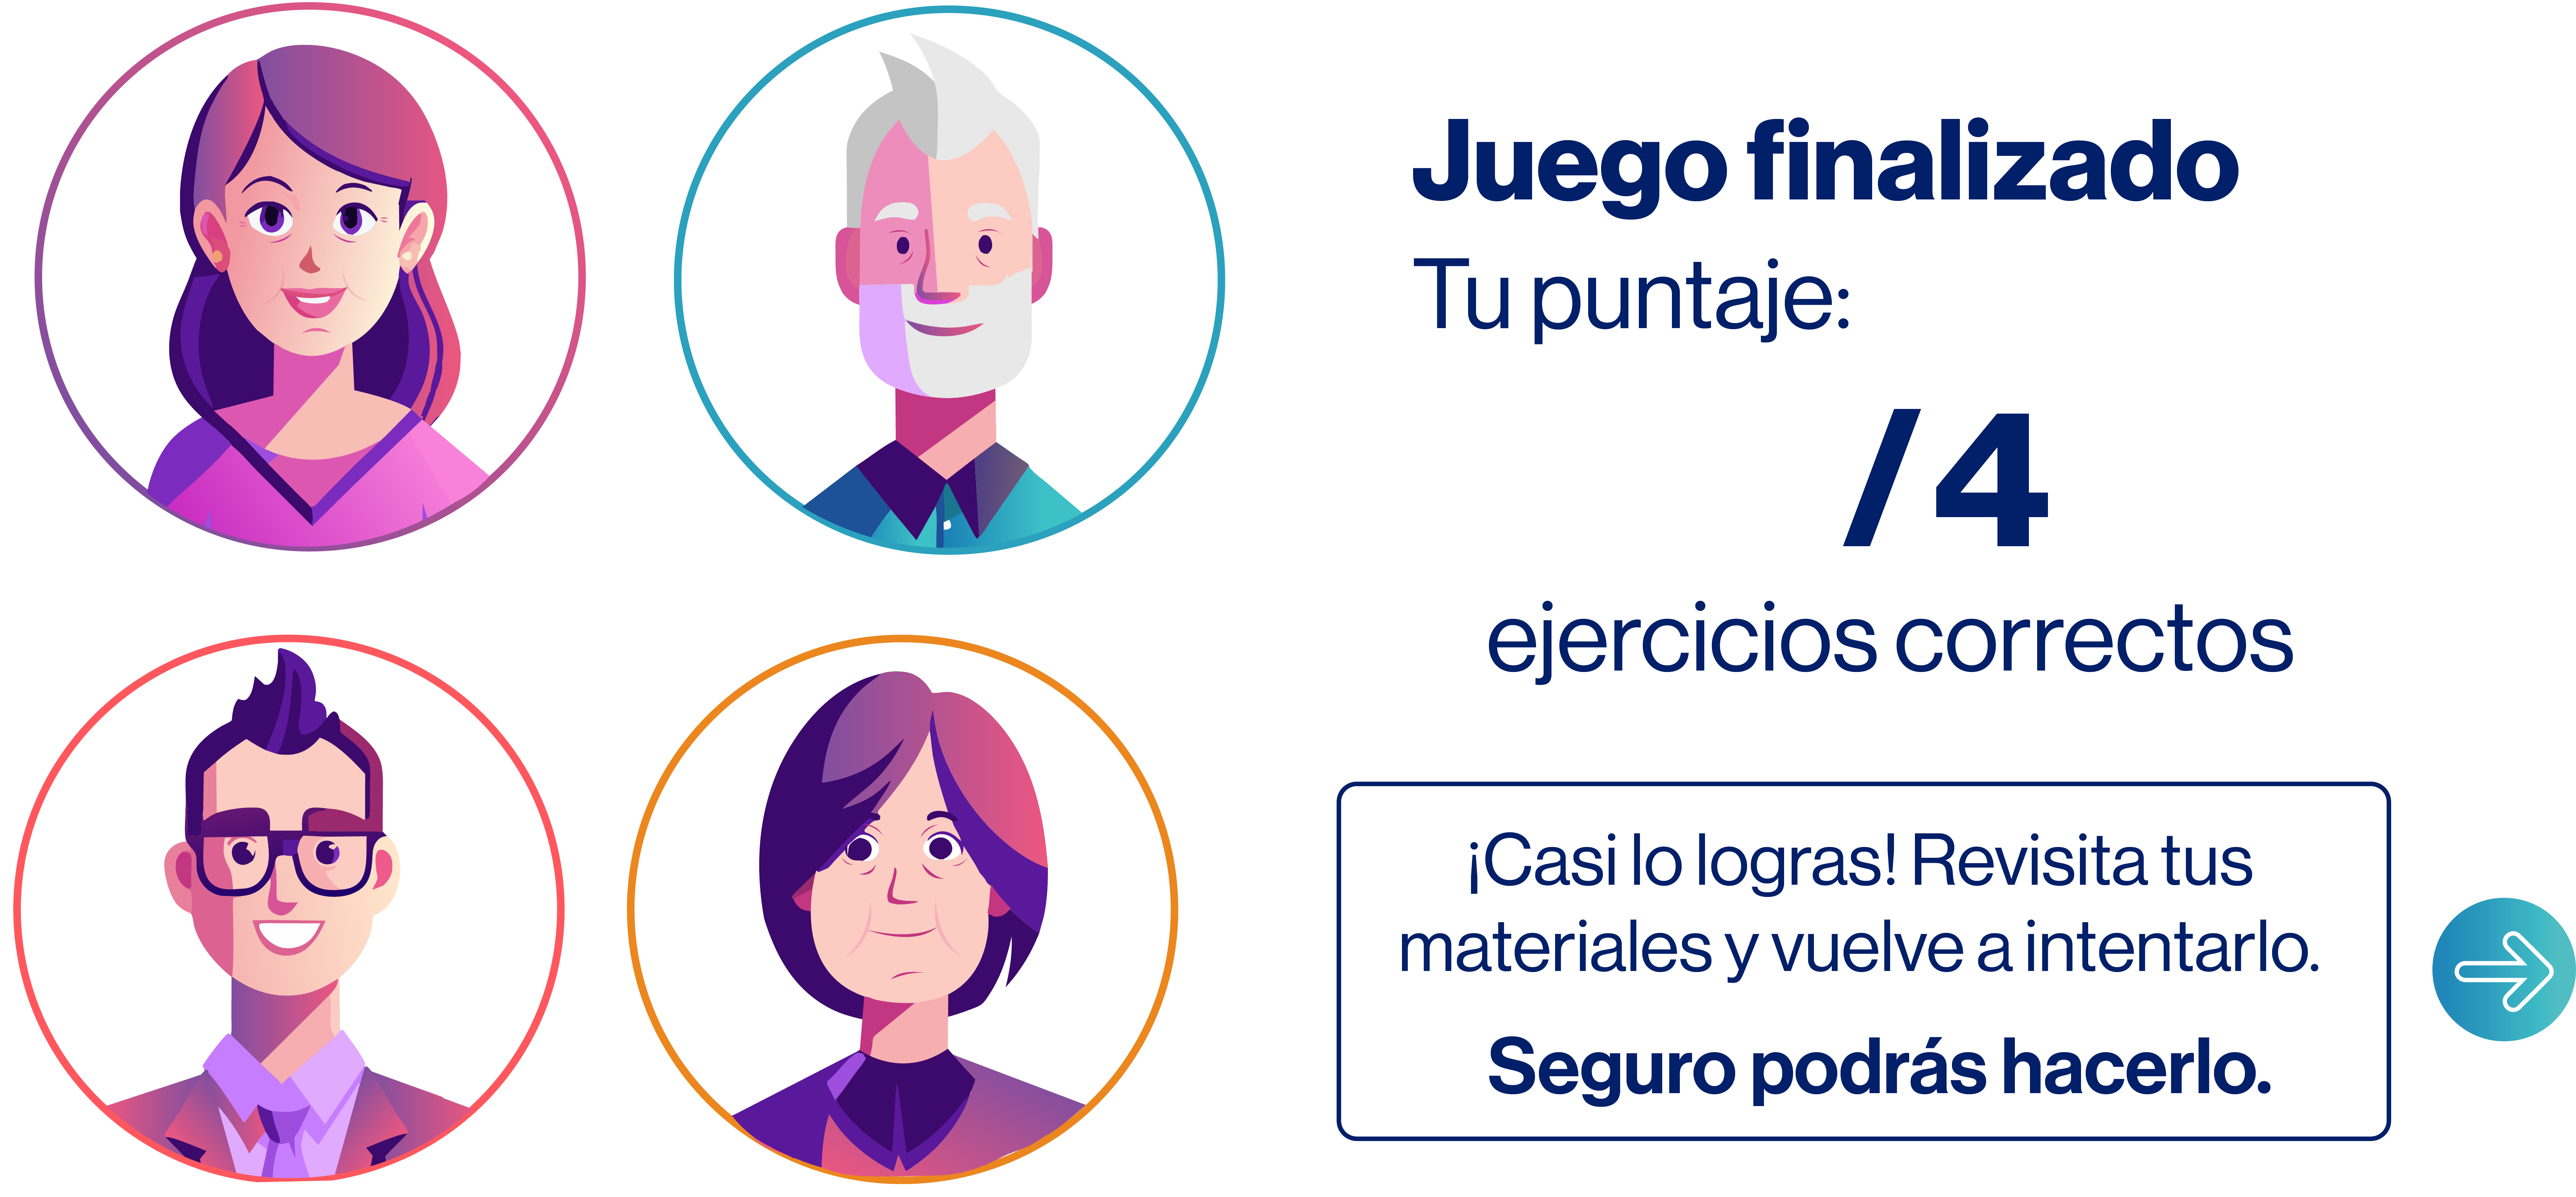 Juego finalizado
Tu puntaje:
/4
ejercicios correctos
¡Casi lo logras! Revisita tus
materiales y vuelve a intentarlo.
Seguro podrás hacerlo.